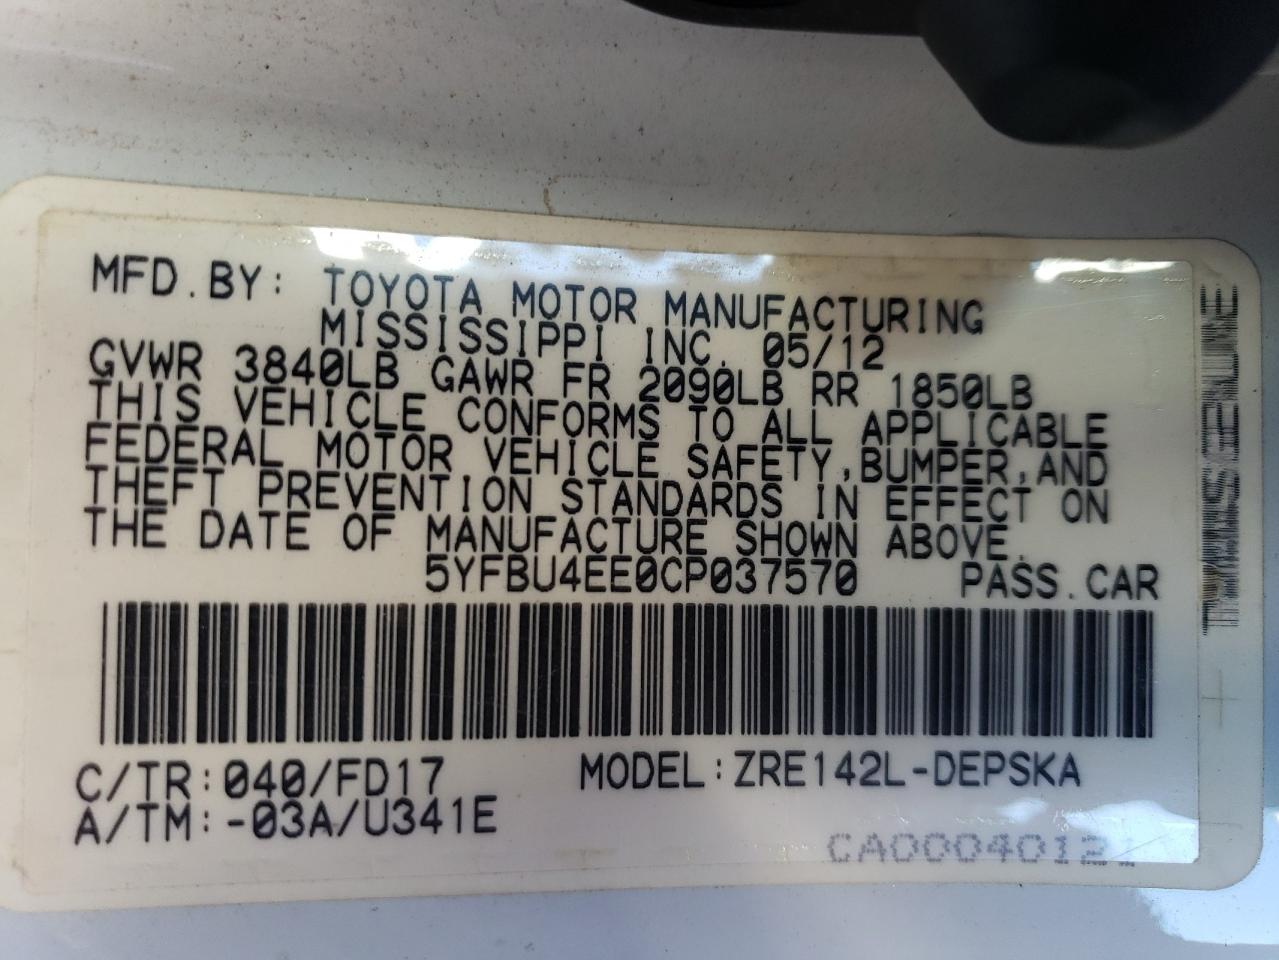 MFD.BY: TOYOTA MOTOR MANUFACTURING
MISSISSIPPI INC. 05/12
GVWR 3840LB GAWR FR 2090LB RR 1850LB
THIS VEHICLE CONFORMS TO ALL APPLICABLE
FEDERAL MOTOR VEHICLE SAFETY,BUMPER,AND
THEFT PREVENTION STANDARDS IN EFFECT ON
THE DATE OF MANUFACTURE SHOWN ABOVE.
5YFBU4EE0CP037570 PASS.CAR
C/TR:040/FD17 MODEL:ZRE142L-DEPSKA
A/TM:-03A/U341E
CA00040121